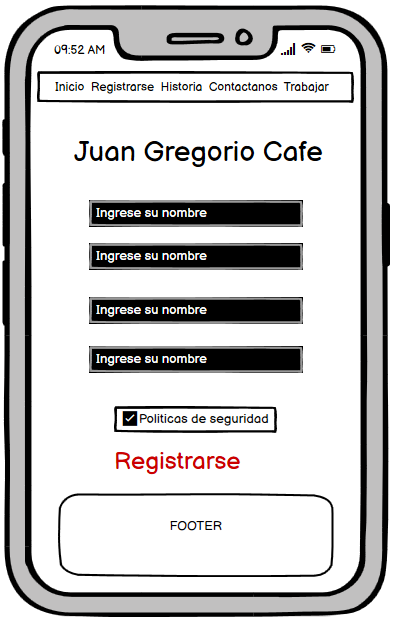 09:52 AM
Inicio Registrarse Historia Contactanos Trabajar
Juan Gregorio Cafe
Ingrese su nombre
Ingrese su nombre
Ingrese su nombre
Ingrese su nombre
Politicas de seguridad
Registrarse
FOOTER